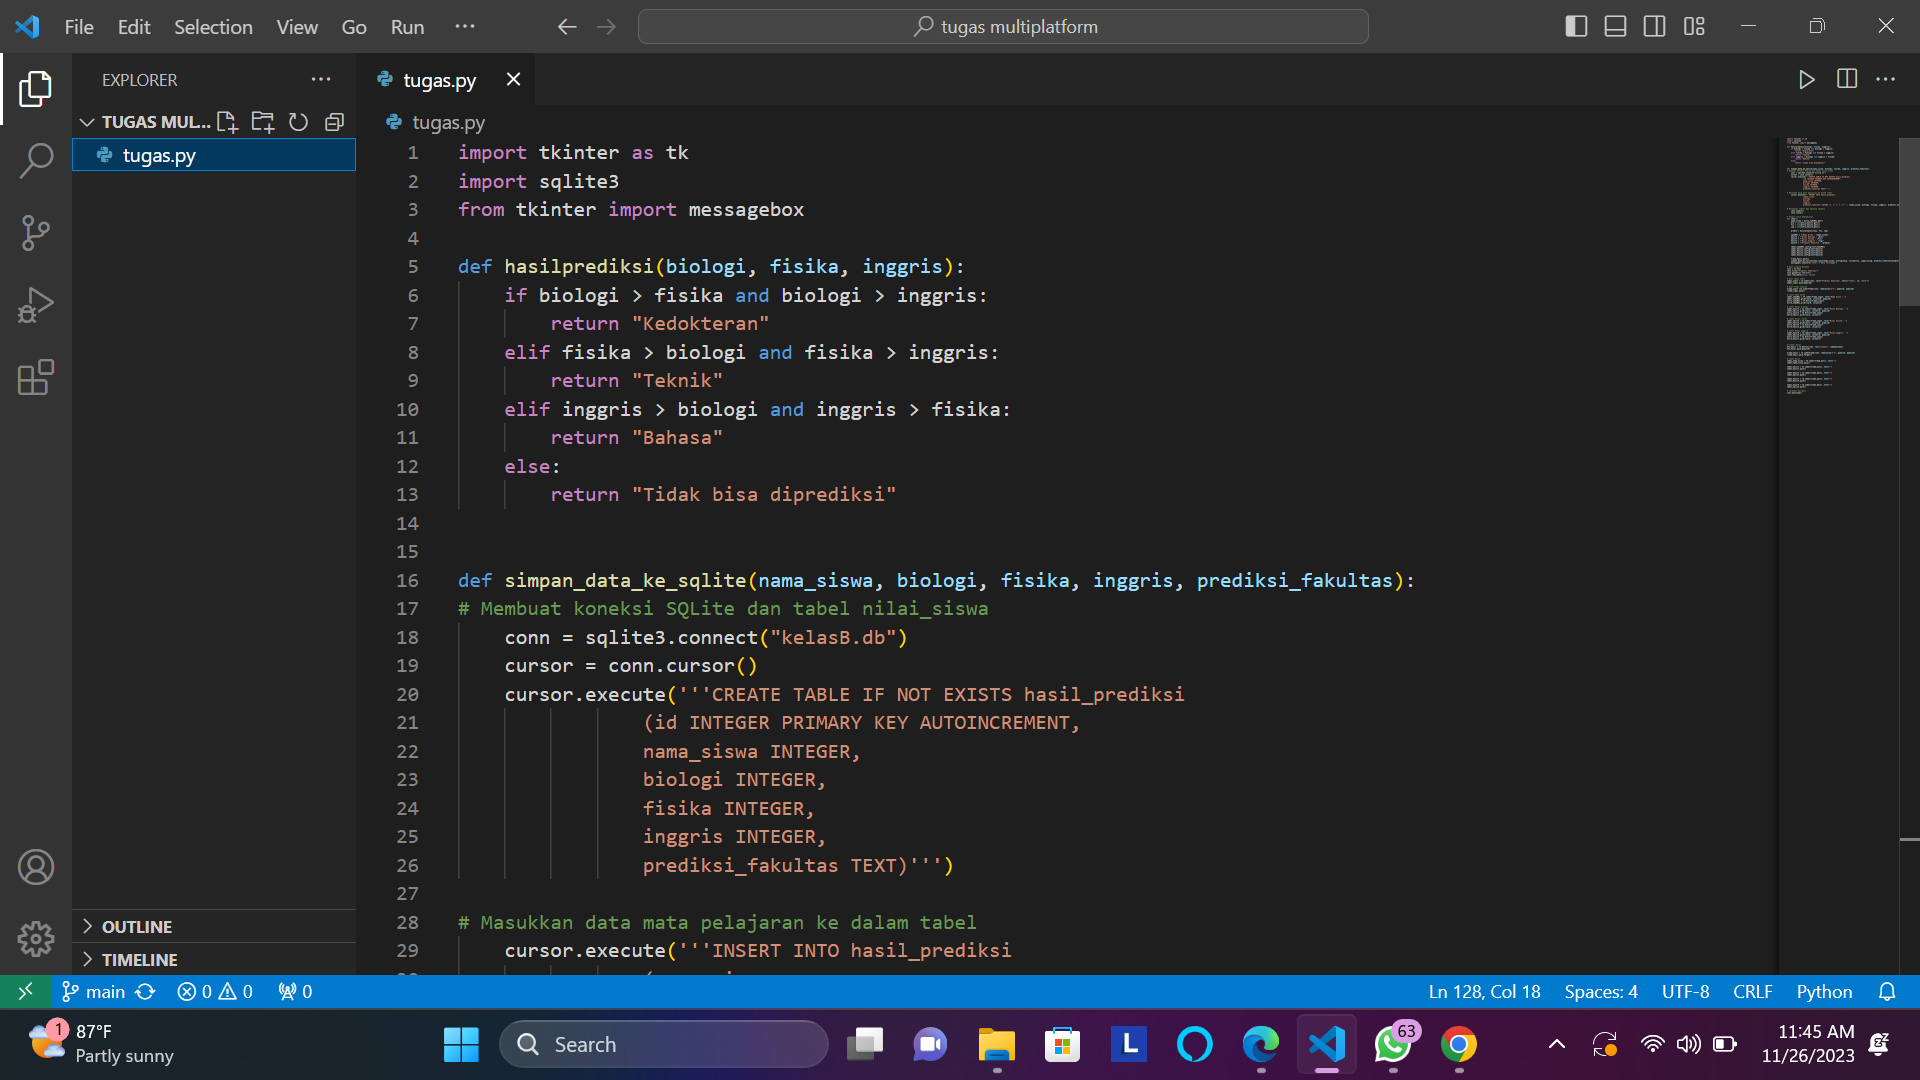 File Edit Selection View Go Run ···
tugas multiplatform
EXPLORER
tugas.py
TUGAS MUL...
tugas.py
tugas.py
1 import tkinter as tk
2 import sqlite3
3 from tkinter import messagebox
4
5 def hasilprediksi(biologi, fisika, inggris):
6 if biologi > fisika and biologi > inggris:
7 return "Kedokteran"
8 elif fisika > biologi and fisika > inggris:
9 return "Teknik"
10 elif inggris > biologi and inggris > fisika:
11 return "Bahasa"
12 else:
13 return "Tidak bisa diprediksi"
14
15
16 def simpan_data_ke_sqlite(nama_siswa, biologi, fisika, inggris, prediksi_fakultas):
17 # Membuat koneksi SQLite dan tabel nilai_siswa
18 conn = sqlite3.connect("kelasB.db")
19 cursor = conn.cursor()
20 cursor.execute('''CREATE TABLE IF NOT EXISTS hasil_prediksi
21 (id INTEGER PRIMARY KEY AUTOINCREMENT,
22 nama_siswa INTEGER,
23 biologi INTEGER,
24 fisika INTEGER,
25 inggris INTEGER,
26 prediksi_fakultas TEXT)''')
27
28 # Masukkan data mata pelajaran ke dalam tabel
29 cursor.execute('''INSERT INTO hasil_prediksi
OUTLINE
TIMELINE
main 0 0 0
Ln 128, Col 18 Spaces: 4 UTF-8 CRLF Python
1
87°F
Partly sunny
Search
L
63
11:45 AM
11/26/2023